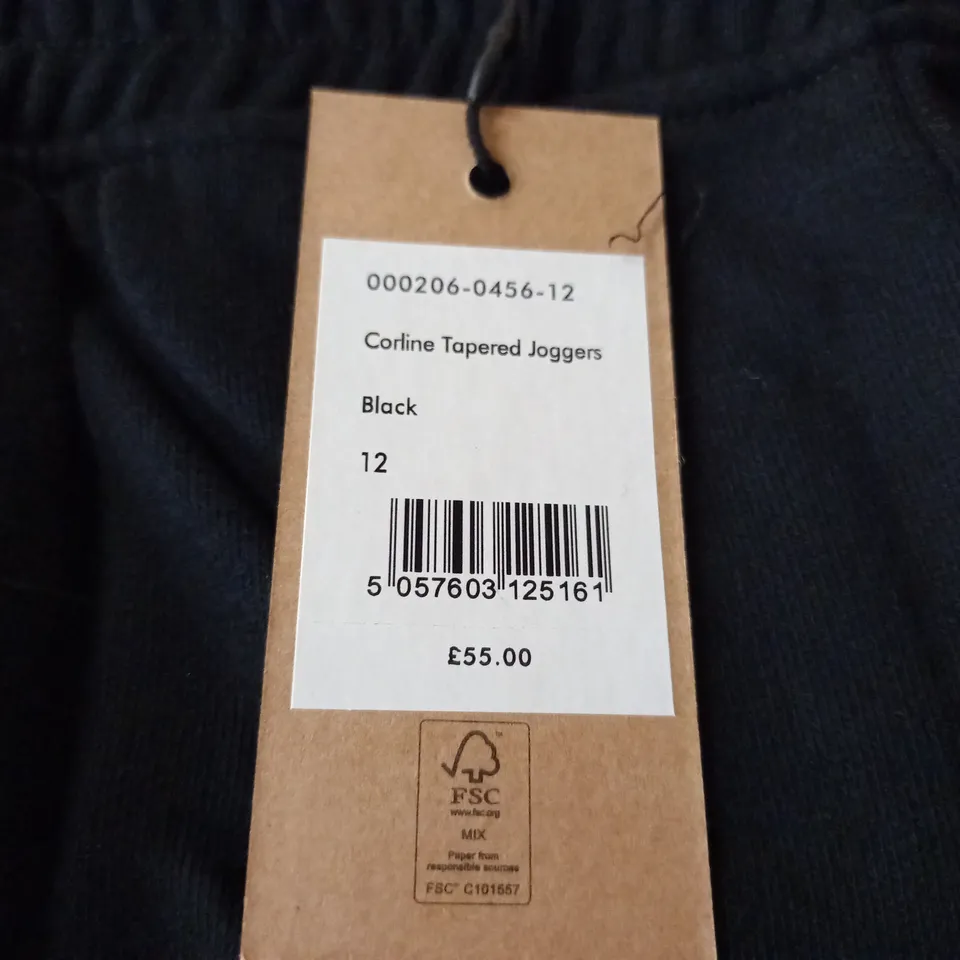 000206-0456-12
Corline Tapered Joggers
Black
12
5 057603 125161
£55.00
FSC
www.fsc.org
MIX
Paper from
responsible sources
FSC® C101557